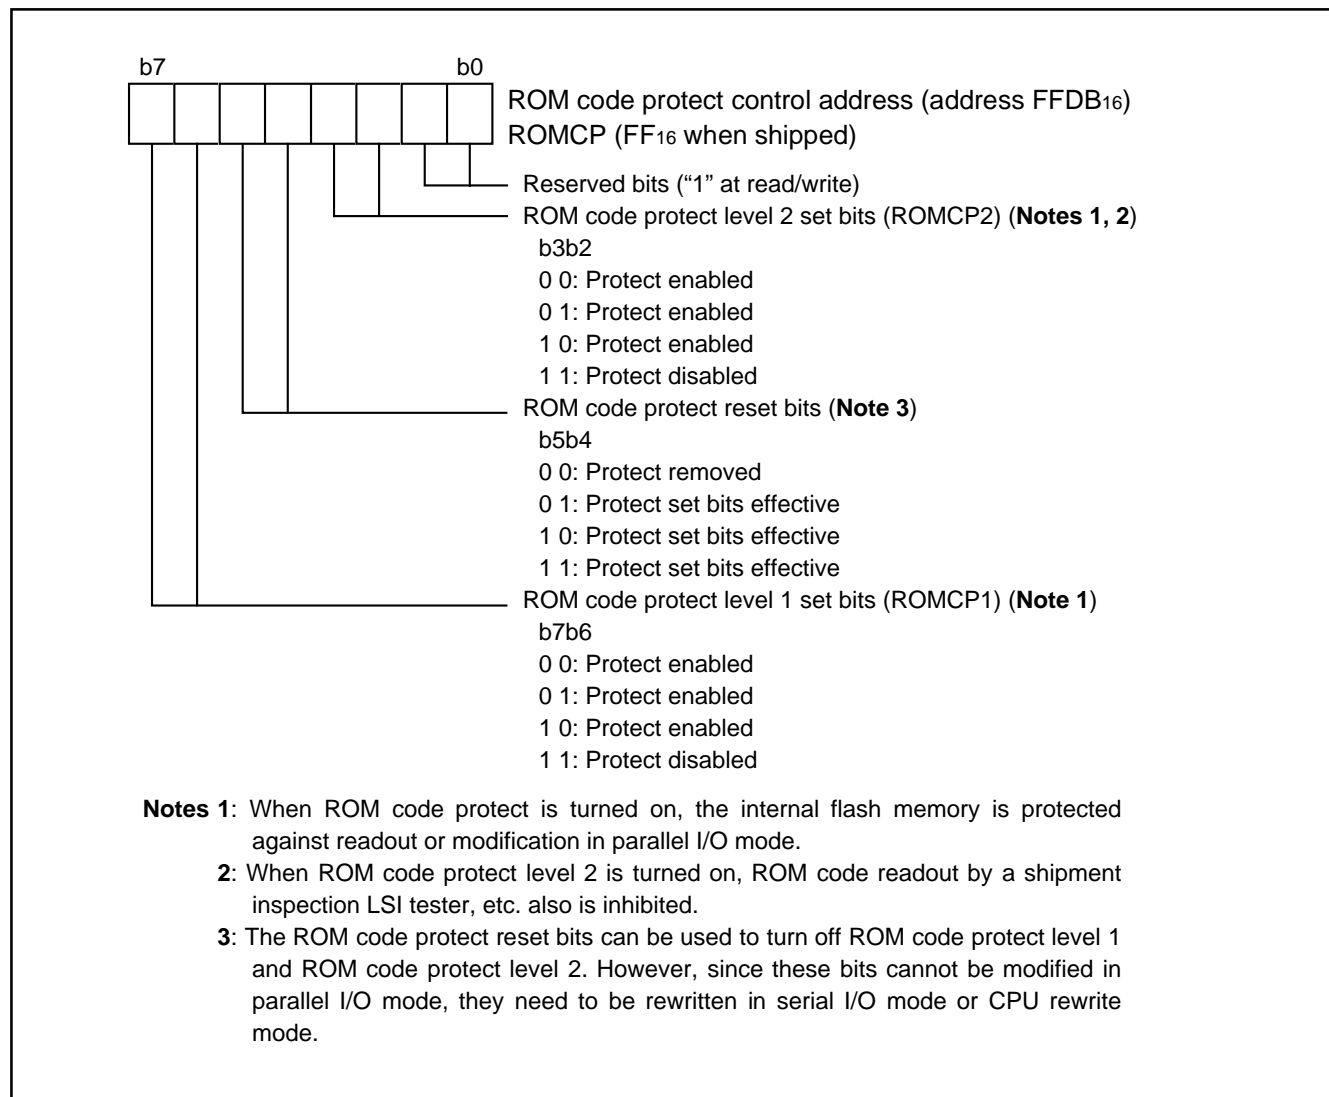 b7 b0
ROM code protect control address (address FFDB16)
ROMCP (FF16 when shipped)
Reserved bits (“1” at read/write)
ROM code protect level 2 set bits (ROMCP2) (Notes 1, 2)
b3b2
0 0: Protect enabled
0 1: Protect enabled
1 0: Protect enabled
1 1: Protect disabled
ROM code protect reset bits (Note 3)
b5b4
0 0: Protect removed
0 1: Protect set bits effective
1 0: Protect set bits effective
1 1: Protect set bits effective
ROM code protect level 1 set bits (ROMCP1) (Note 1)
b7b6
0 0: Protect enabled
0 1: Protect enabled
1 0: Protect enabled
1 1: Protect disabled
Notes 1: When ROM code protect is turned on, the internal flash memory is protected
against readout or modification in parallel I/O mode.
2: When ROM code protect level 2 is turned on, ROM code readout by a shipment
inspection LSI tester, etc. also is inhibited.
3: The ROM code protect reset bits can be used to turn off ROM code protect level 1
and ROM code protect level 2. However, since these bits cannot be modified in
parallel I/O mode, they need to be rewritten in serial I/O mode or CPU rewrite
mode.